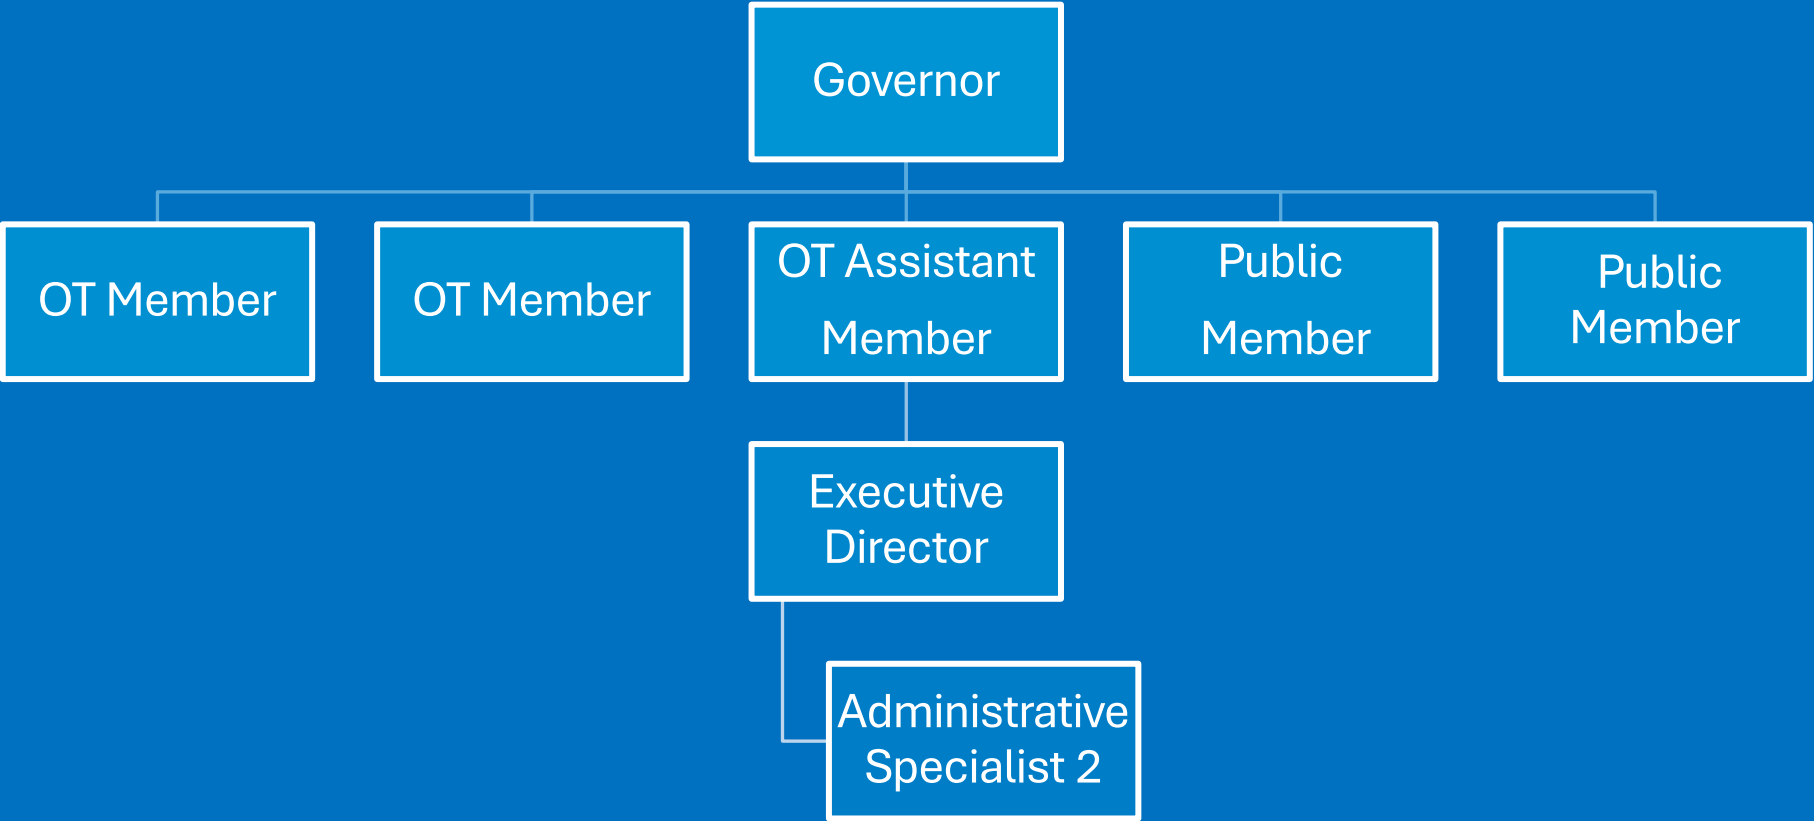 Governor
OT Member
OT Member
OT Assistant
Member
Public
Member
Public
Member
Executive
Director
Administrative
Specialist 2